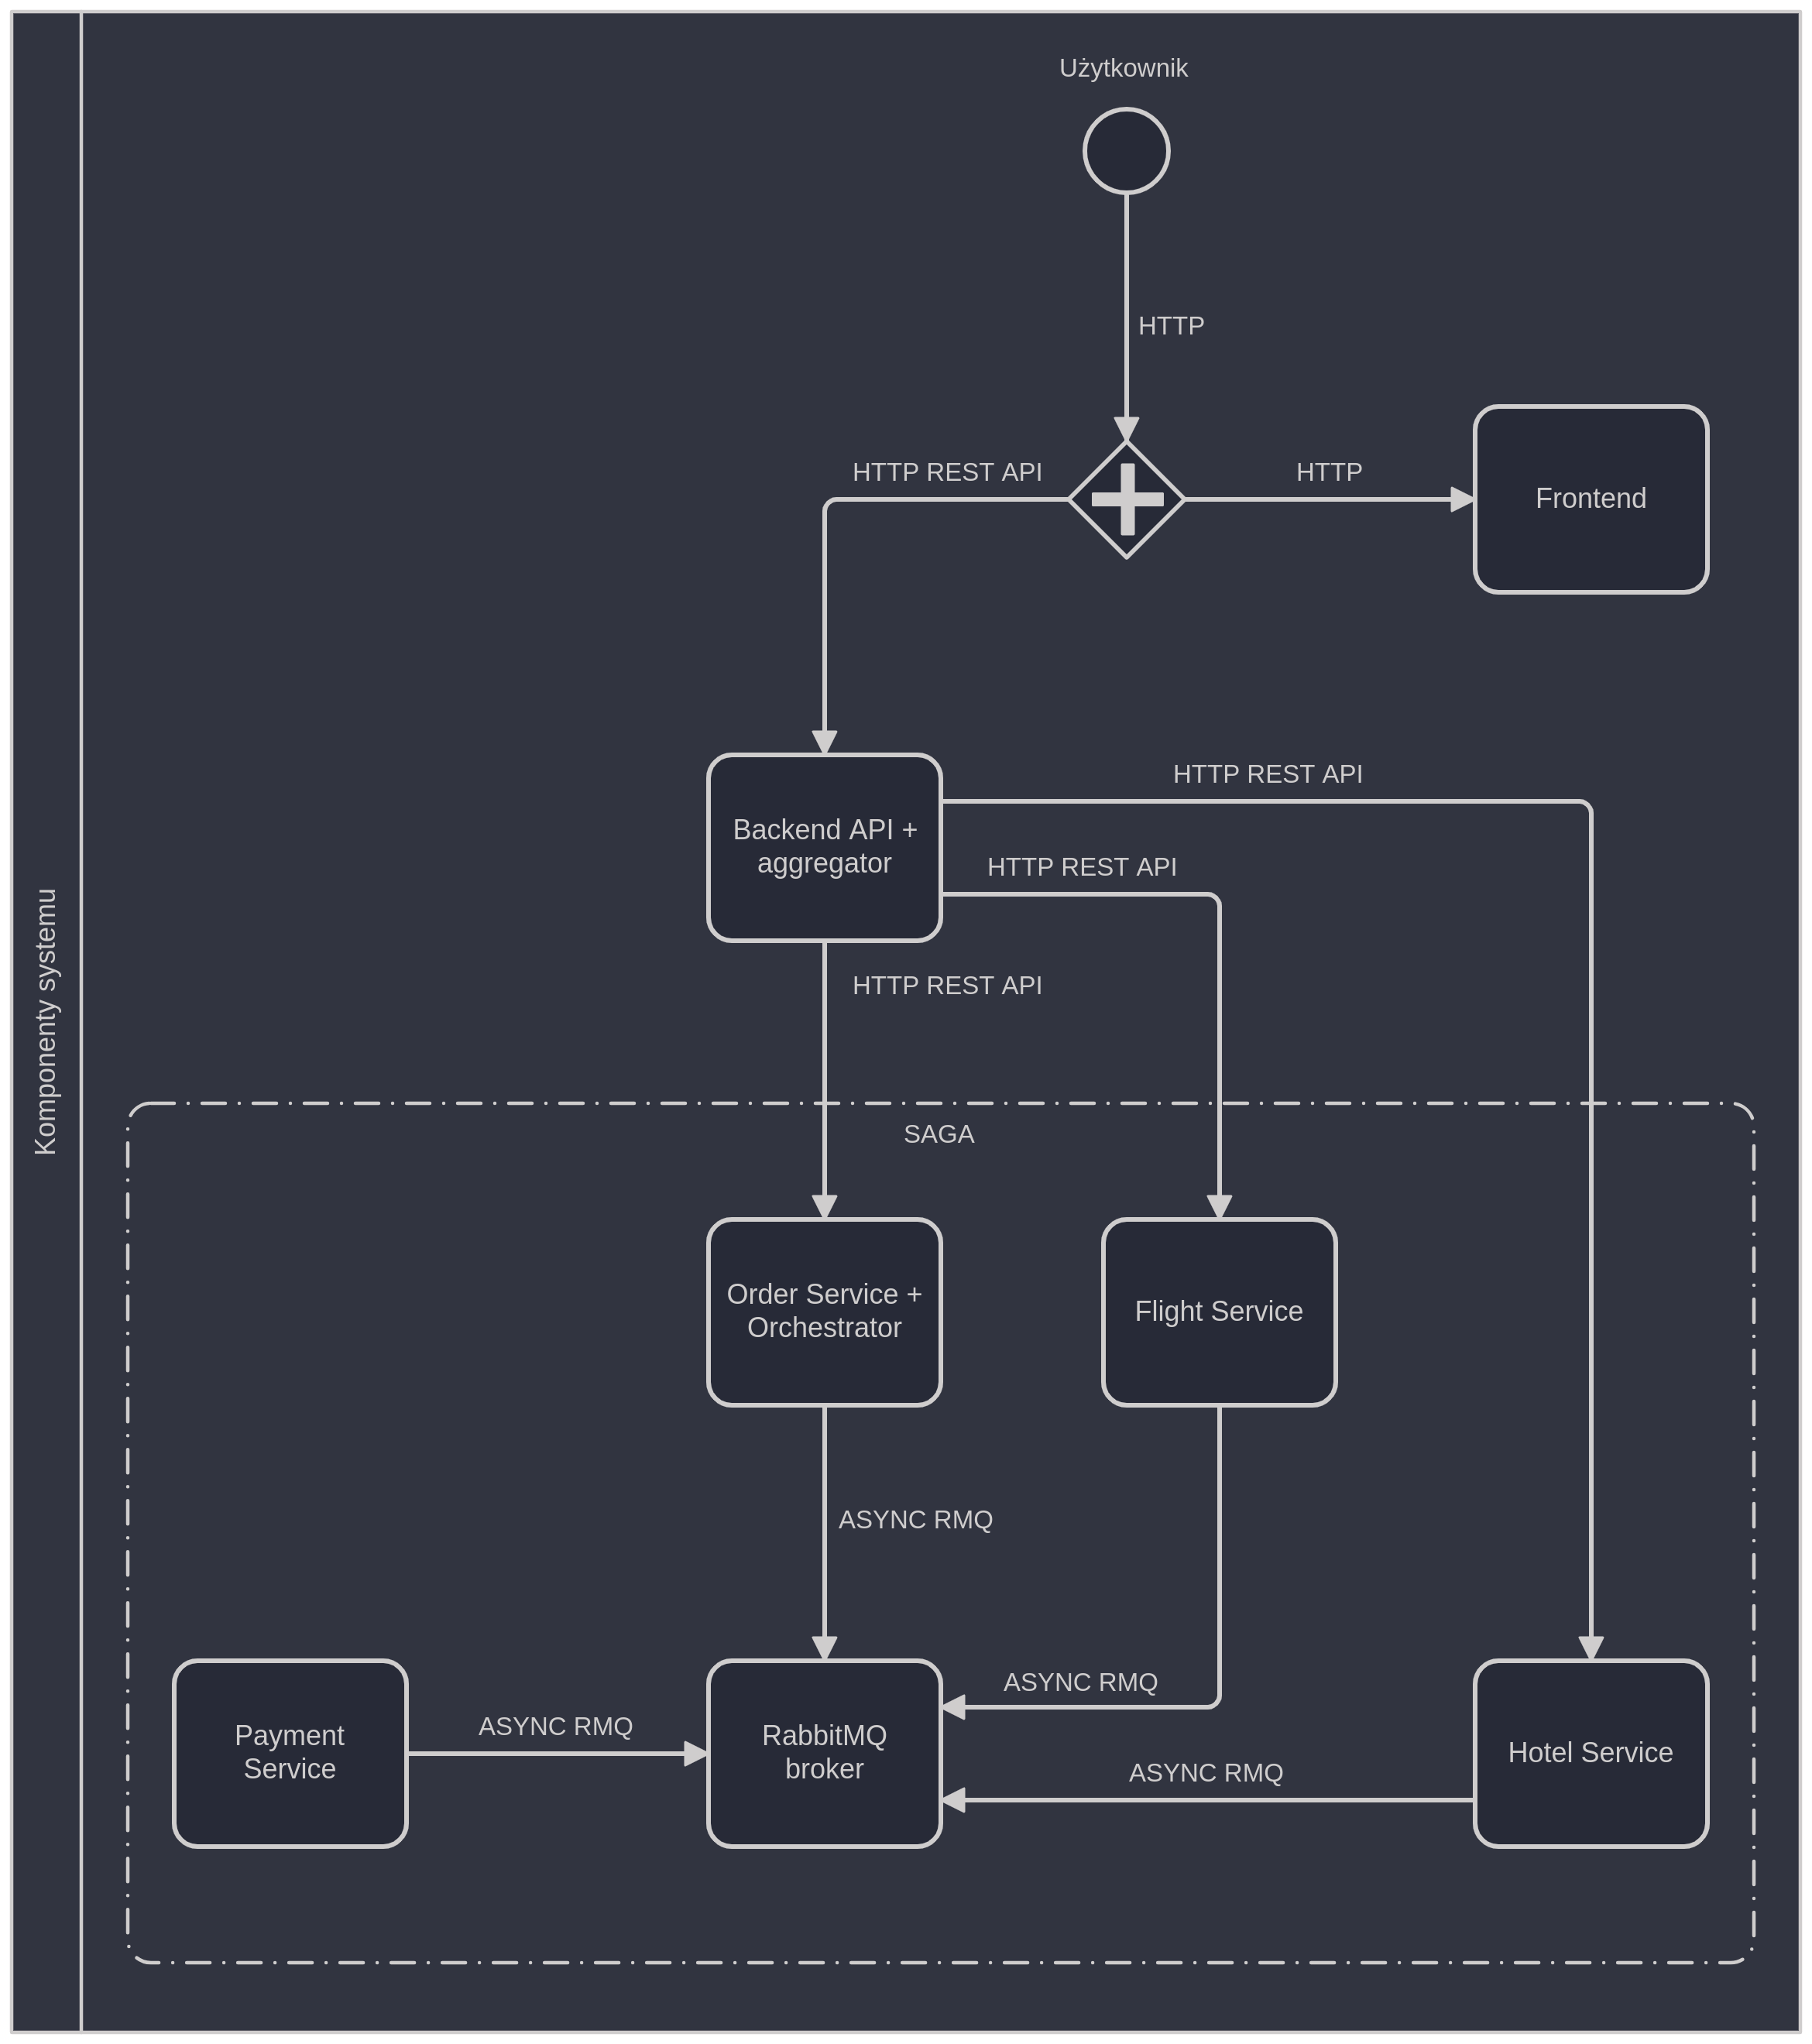 Użytkownik
HTTP
HTTP REST API
HTTP
Frontend
Backend API +
aggregator
HTTP REST API
HTTP REST API
HTTP REST API
Komponenty systemu
SAGA
Order Service +
Orchestrator
Flight Service
ASYNC RMQ
ASYNC RMQ
Payment
Service
ASYNC RMQ
RabbitMQ
broker
ASYNC RMQ
Hotel Service